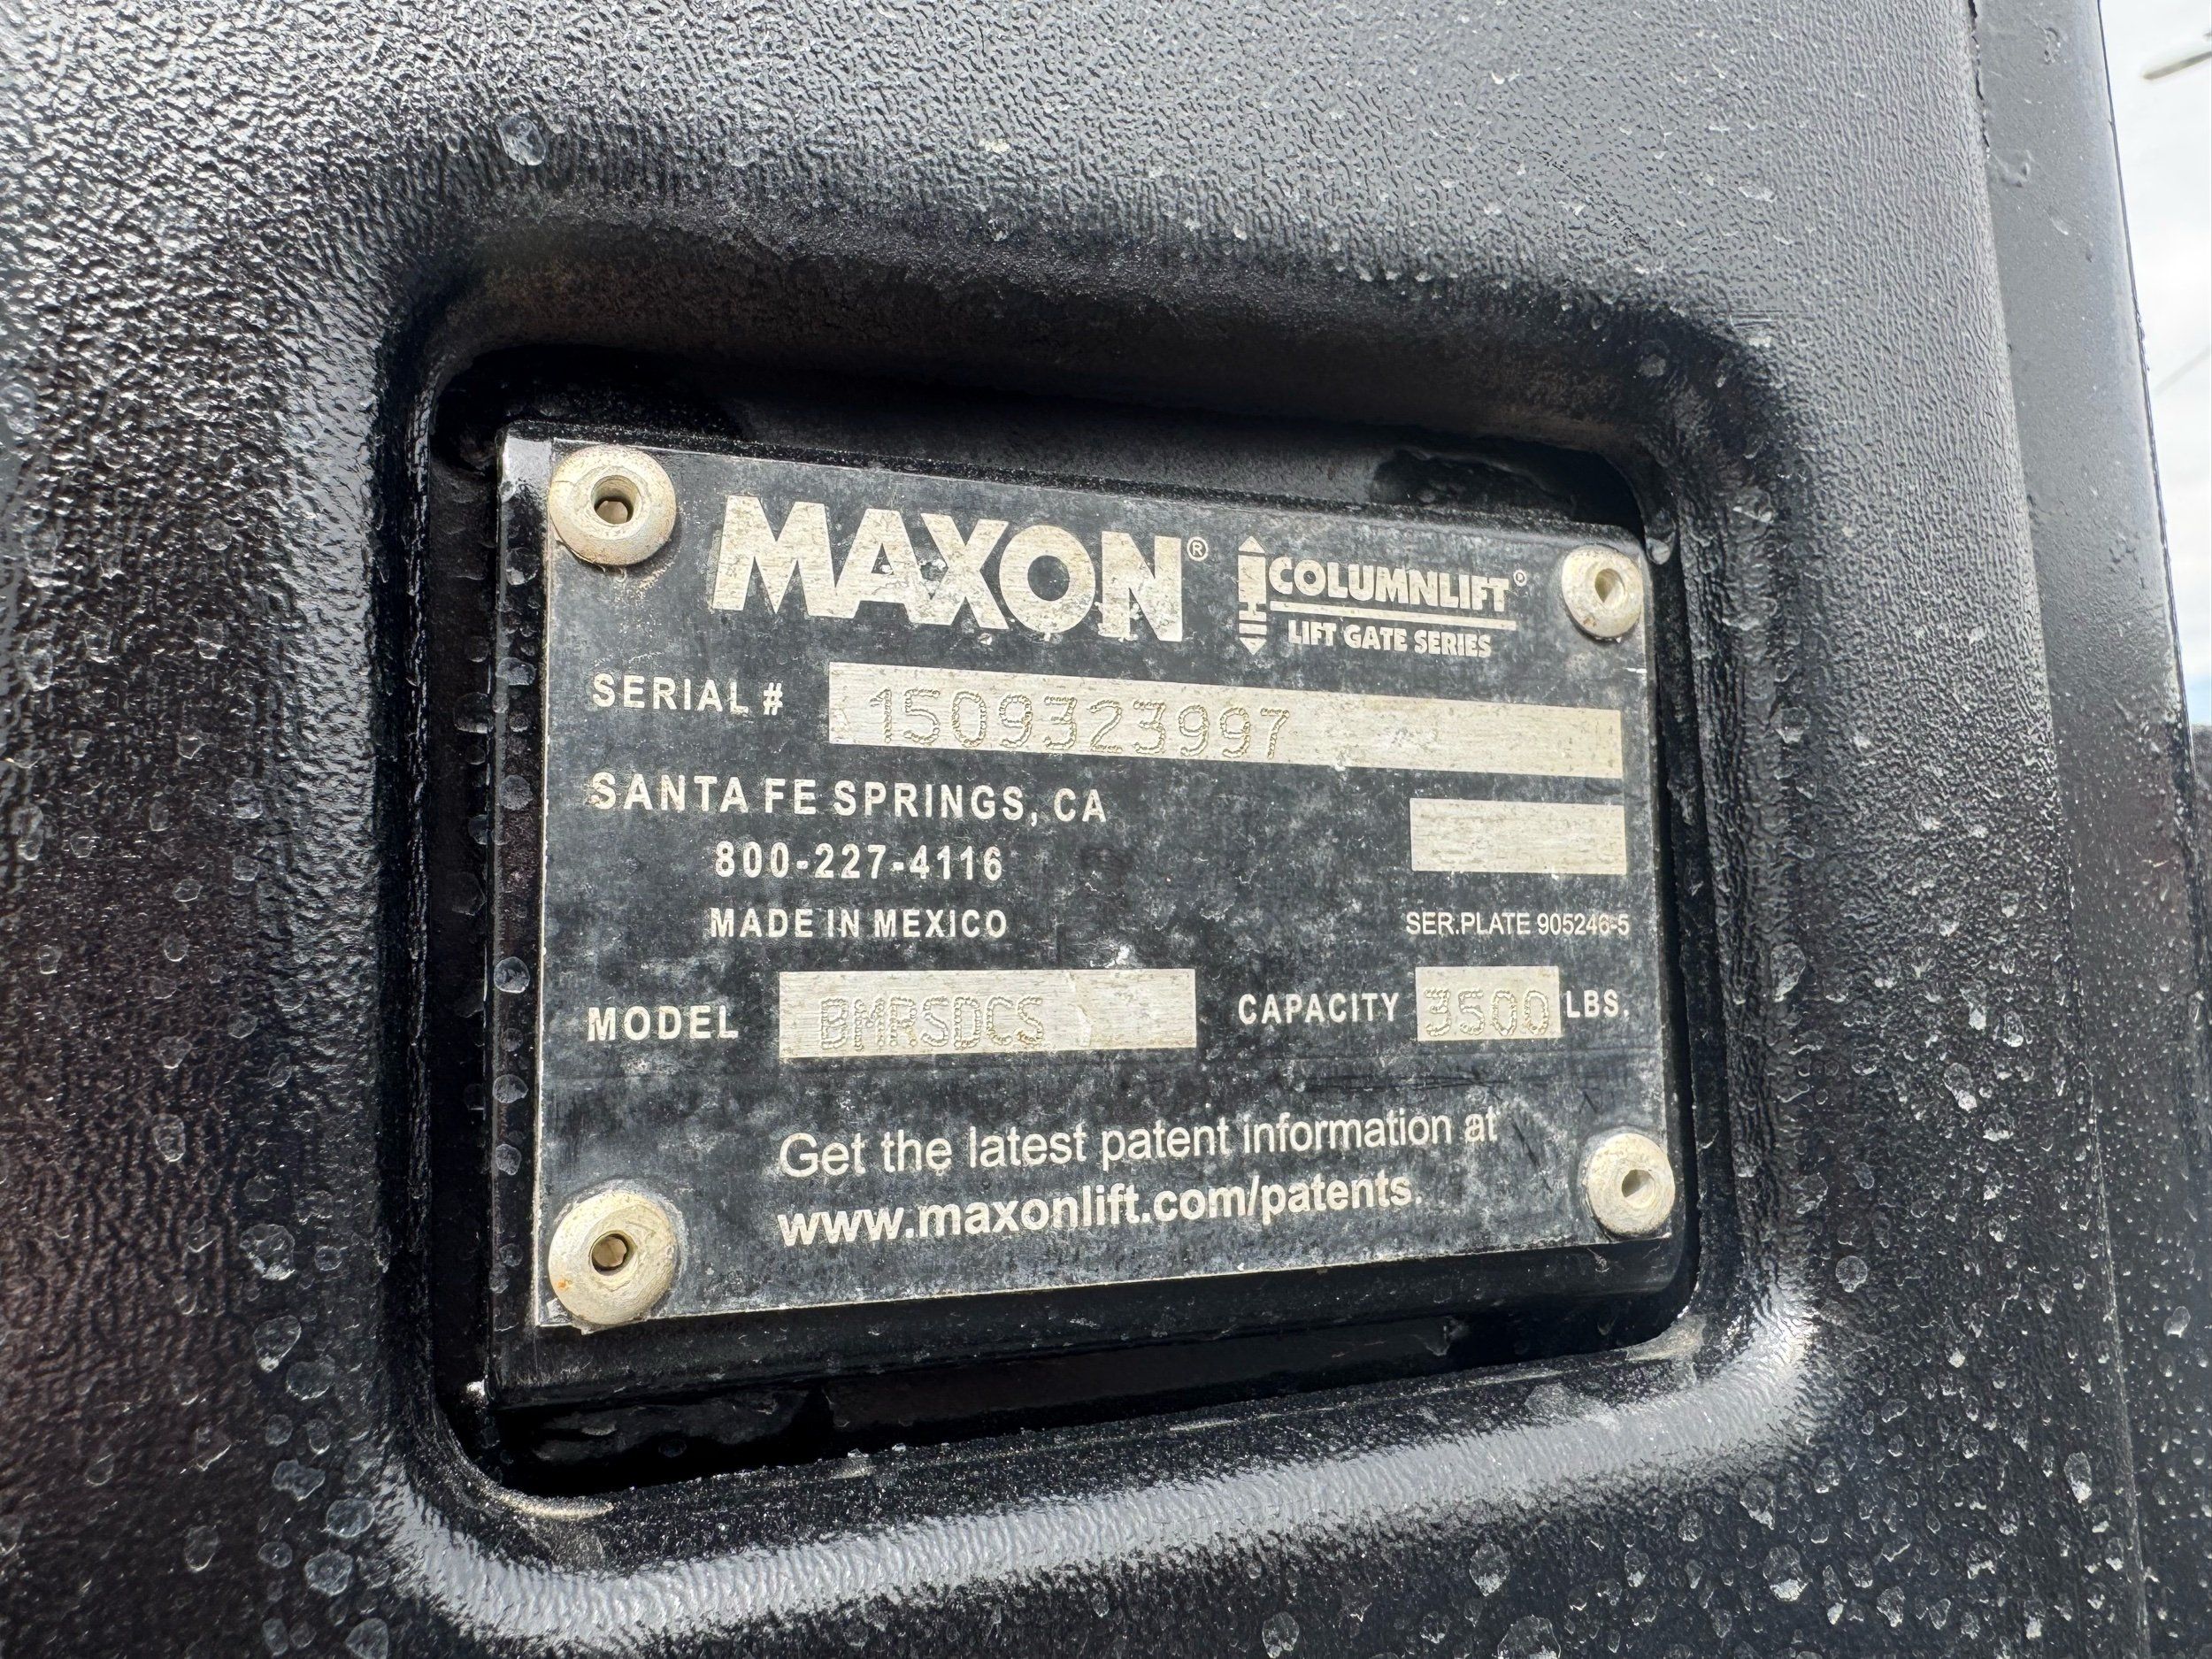 MAXON® COLUMNLIFT®
LIFT GATE SERIES
SERIAL # 1509323997
SANTA FE SPRINGS, CA
800-227-4116
MADE IN MEXICO
SER.PLATE 905246-5
MODEL BMRSDCS CAPACITY 3500 LBS.
Get the latest patent information at
www.maxonlift.com/patents.